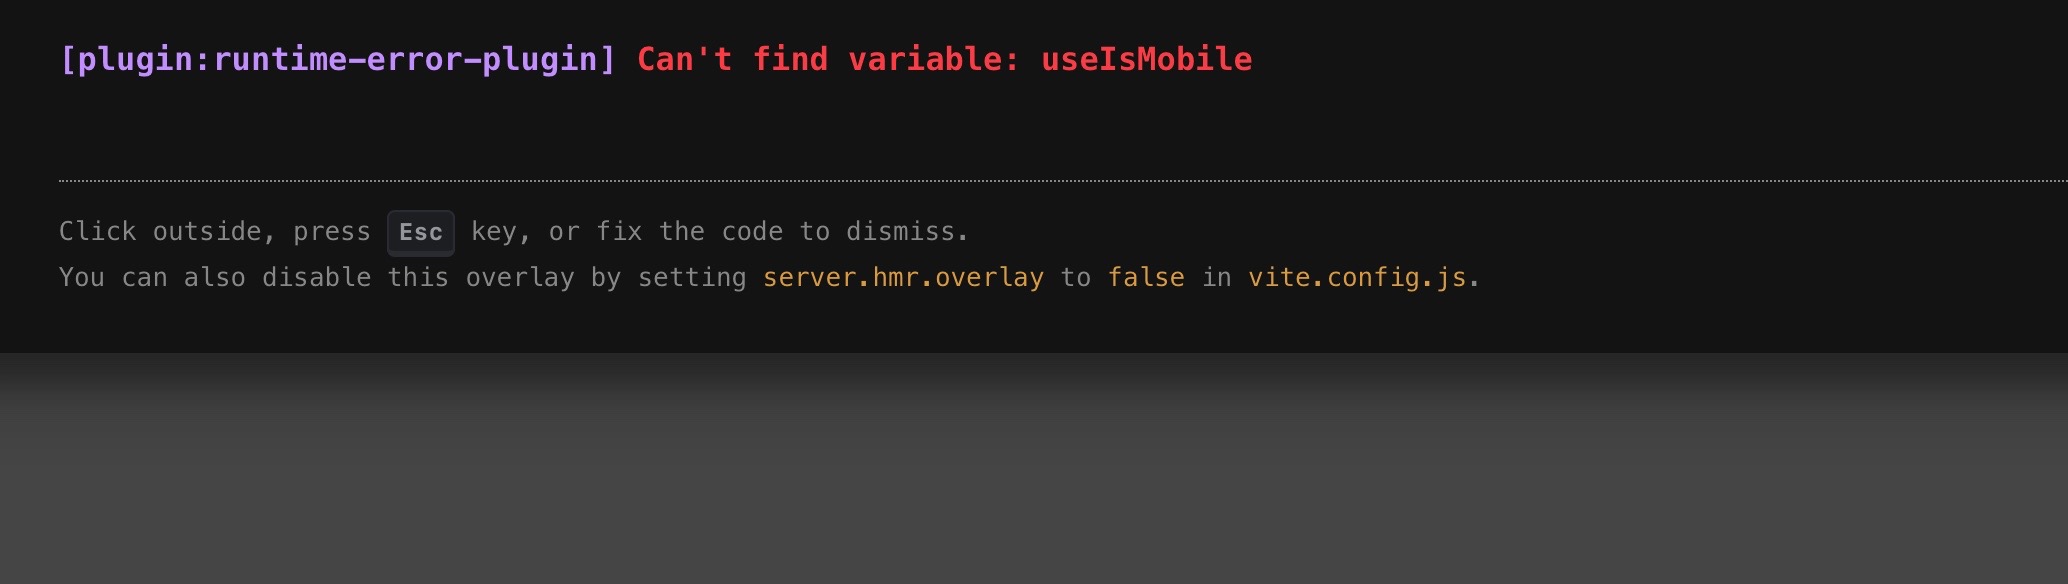 [plugin:runtime-error-plugin] Can't find variable: useIsMobile
Click outside, press Esc key, or fix the code to dismiss.
You can also disable this overlay by setting server.hmr.overlay to false in vite.config.js.